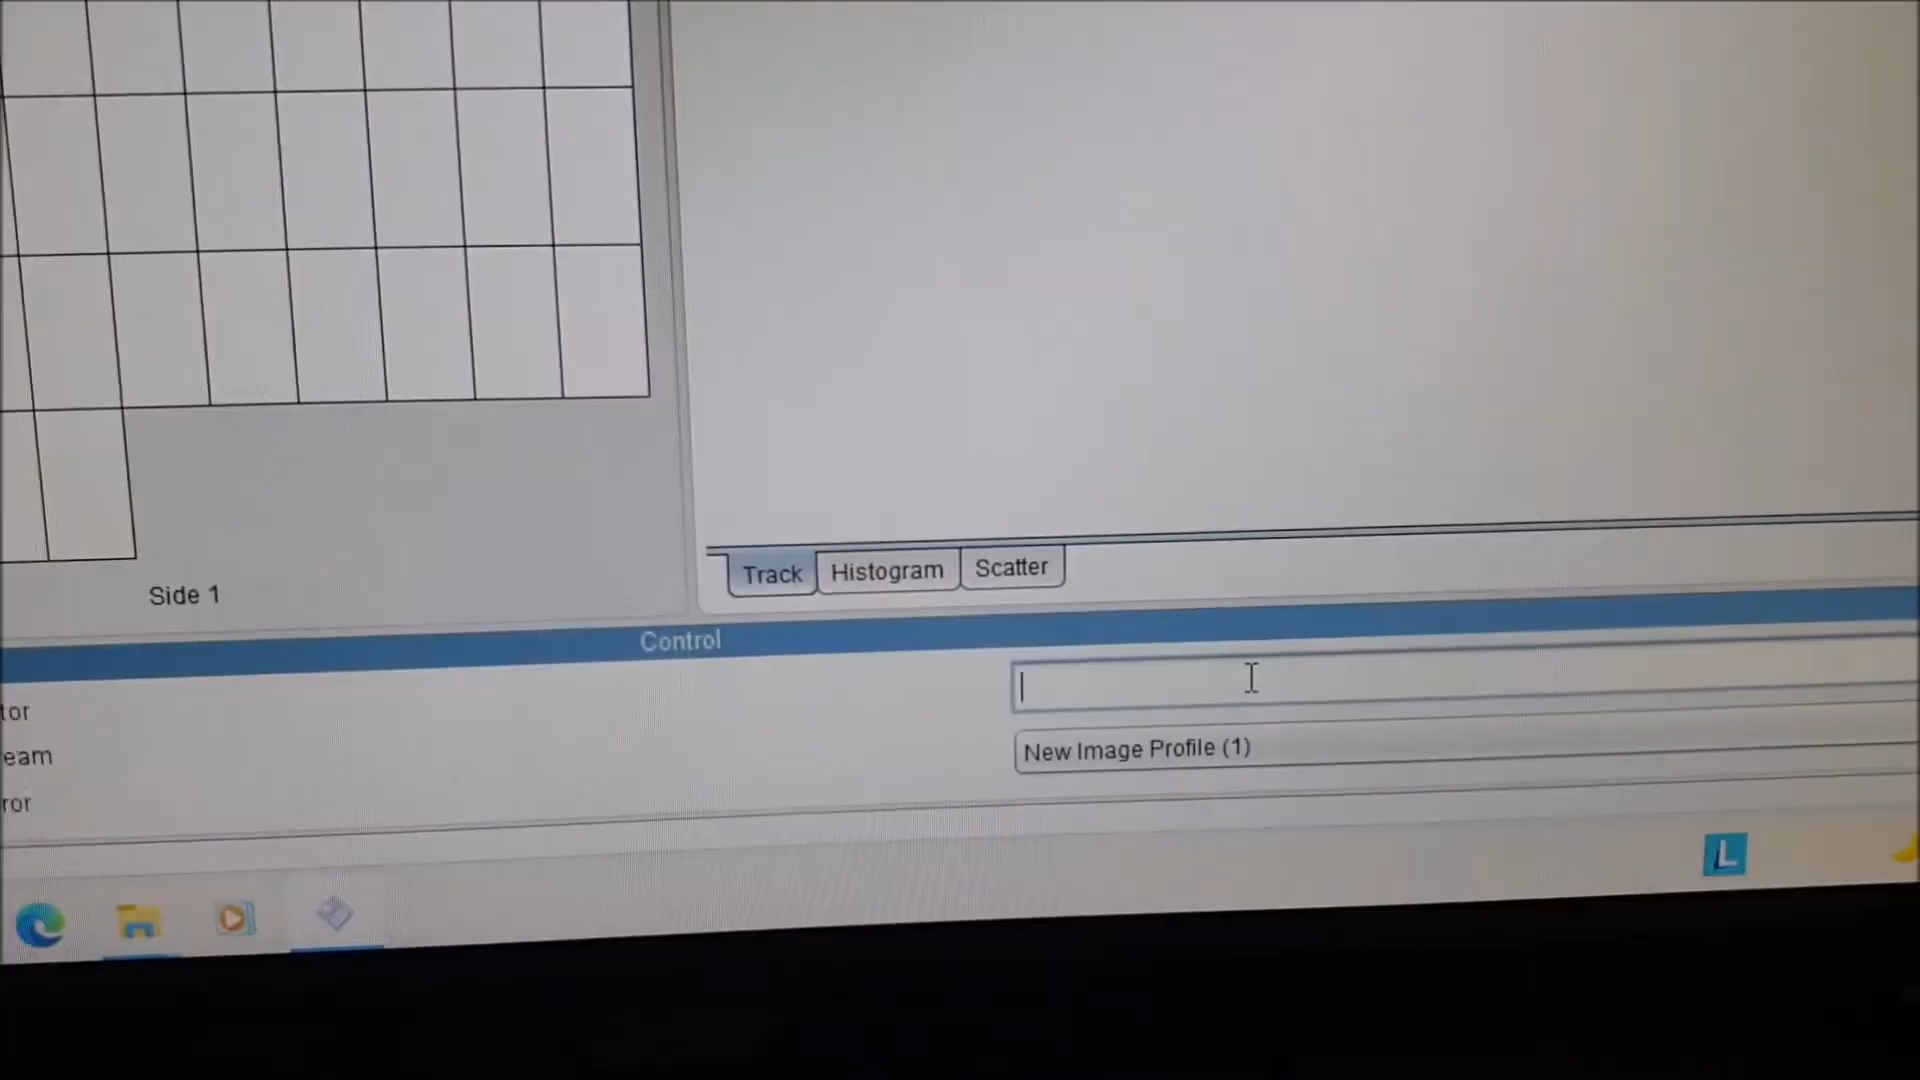 Track
Histogram
Scatter
Side 1
Control
tor
eam
New Image Profile (1)
ror
L